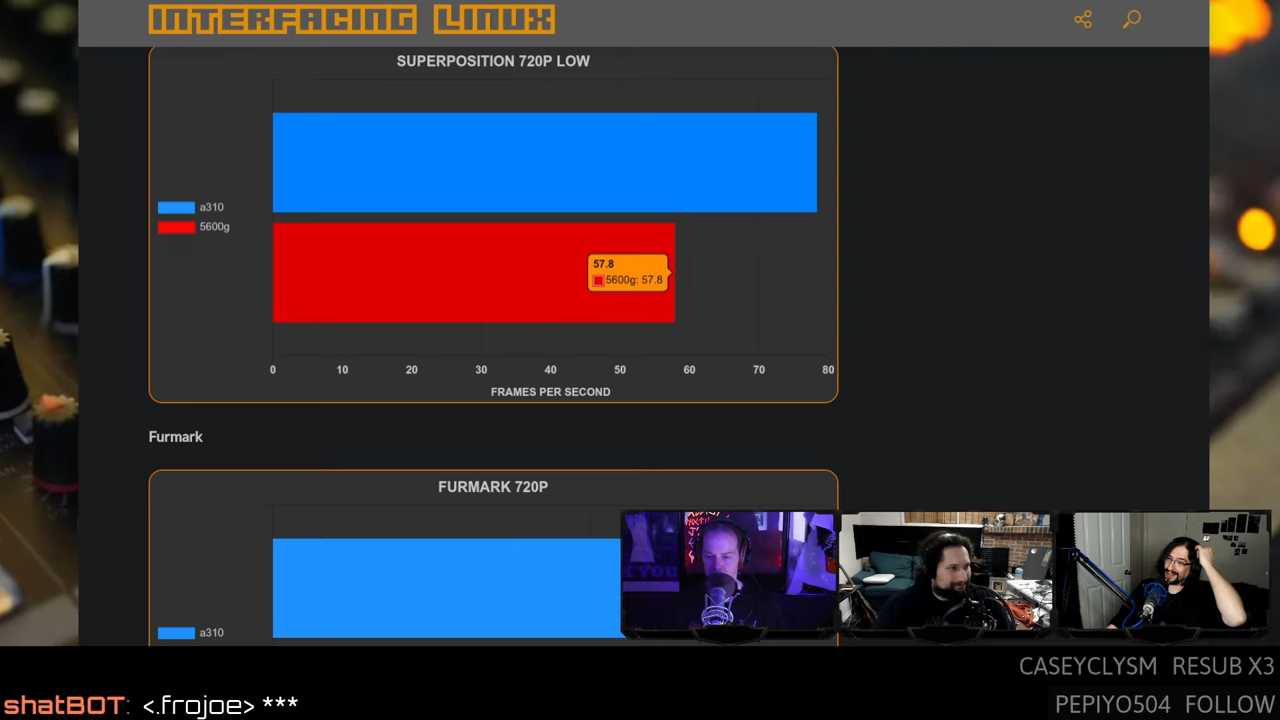 INTERFACING LINUX
SUPERPOSITION 720P LOW
a310
5600g
57.8
5600g: 57.8
0 10 20 30 40 50 60 70 80
FRAMES PER SECOND
Furmark
FURMARK 720P
a310
CASEYCLYSM RESUB X3
shatBOT: <.frojoe> ***
PEPIYO504 FOLLOW